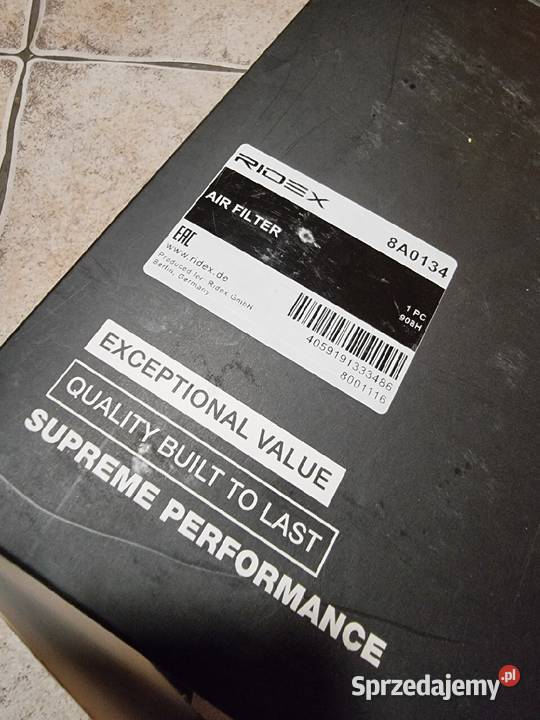 RIDEX
8A0134
AIR FILTER
1 PC
908H
EAC
www.ridex.de
Produced for: Ridex GmbH
Berlin, Germany
4059191333486
8001116
EXCEPTIONAL VALUE
QUALITY BUILT TO LAST
SUPREME PERFORMANCE
Sprzedajemy.pl